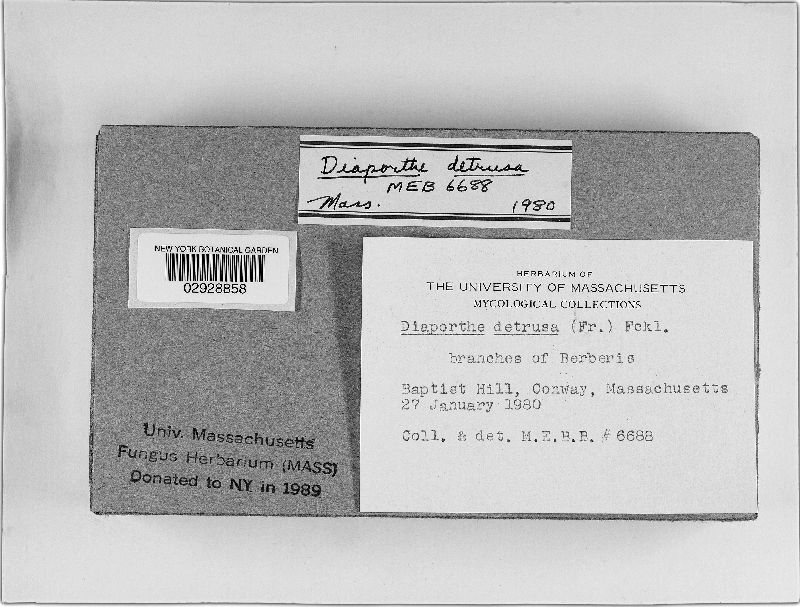 Diaporthe detrusa
MEB 6688
Mass. 1980
NEW YORK BOTANICAL GARDEN
02928858
HERBARIUM OF
THE UNIVERSITY OF MASSACHUSETTS
MYCOLOGICAL COLLECTIONS
Diaporthe detrusa (Fr.) Fckl.
branches of Berberis
Baptist Hill, Conway, Massachusetts
27 January 1980
Coll. & det. M.E.B.B. # 6688
Univ. Massachusetts
Fungus Herbarium (MASS)
Donated to NY in 1989